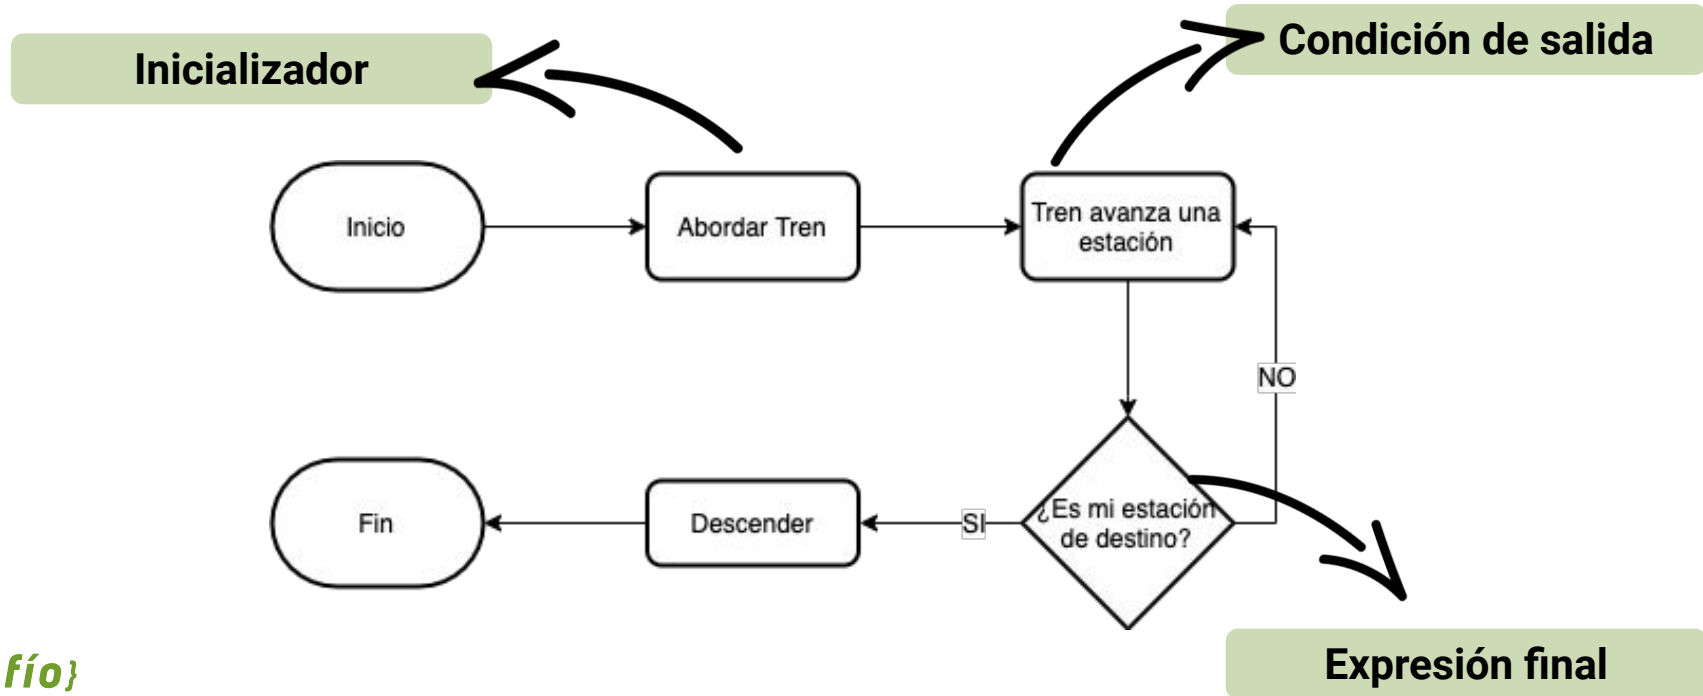 Inicializador
Condición de salida
Inicio
Abordar Tren
Tren avanza una
estación
NO
Fin
Descender
SI
¿Es mi estación
de destino?
Expresión final
fío}